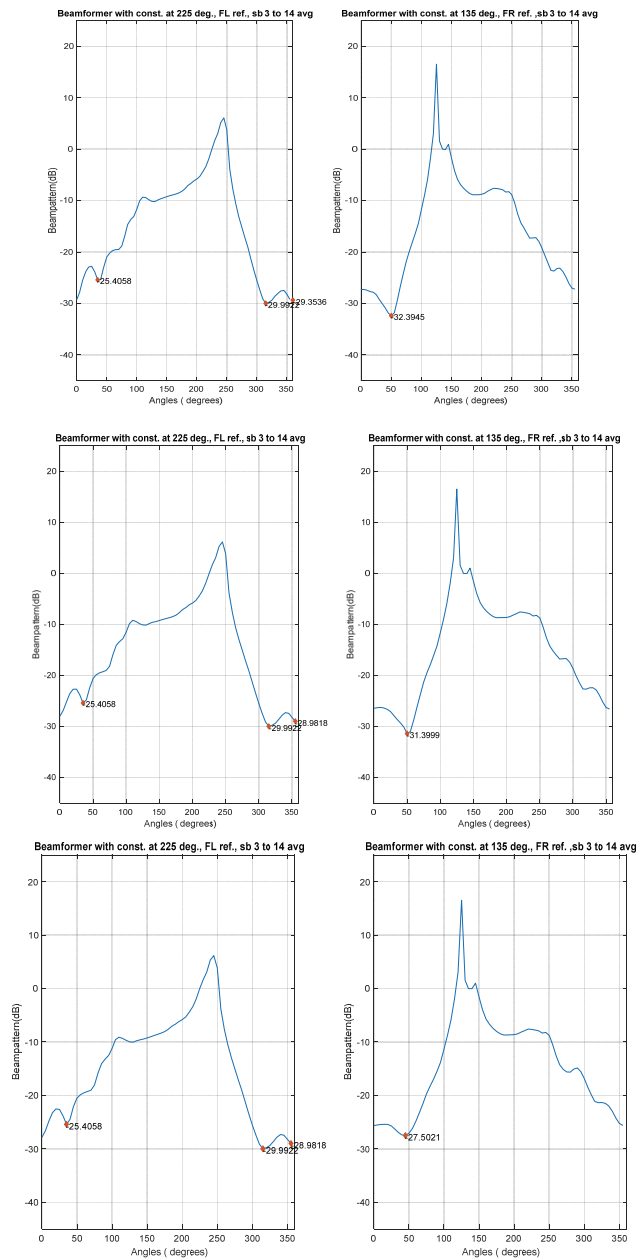 Beamformer with const. at 225 deg., FL ref., sb 3 to 14 avg
20
10
0
-10
-20
-30
-40
Beampattern(dB)
25.4058
29.9922
29.3536
0 50 100 150 200 250 300 350
Angles ( degrees)
Beamformer with const. at 135 deg., FR ref. ,sb 3 to 14 avg
20
10
0
-10
-20
-30
-40
Beampattern(dB)
32.3945
0 50 100 150 200 250 300 350
Angles ( degrees)
Beamformer with const. at 225 deg., FL ref., sb 3 to 14 avg
20
10
0
-10
-20
-30
-40
Beampattern(dB)
25.4058
29.9922
28.9818
0 50 100 150 200 250 300 350
Angles ( degrees)
Beamformer with const. at 135 deg., FR ref. ,sb 3 to 14 avg
20
10
0
-10
-20
-30
-40
Beampattern(dB)
31.3999
0 50 100 150 200 250 300 350
Angles ( degrees)
Beamformer with const. at 225 deg., FL ref., sb 3 to 14 avg
20
10
0
-10
-20
-30
-40
Beampattern(dB)
25.4058
29.9922
28.9818
0 50 100 150 200 250 300 350
Angles ( degrees)
Beamformer with const. at 135 deg., FR ref. ,sb 3 to 14 avg
20
10
0
-10
-20
-30
-40
Beampattern(dB)
27.5021
0 50 100 150 200 250 300 350
Angles ( degrees)